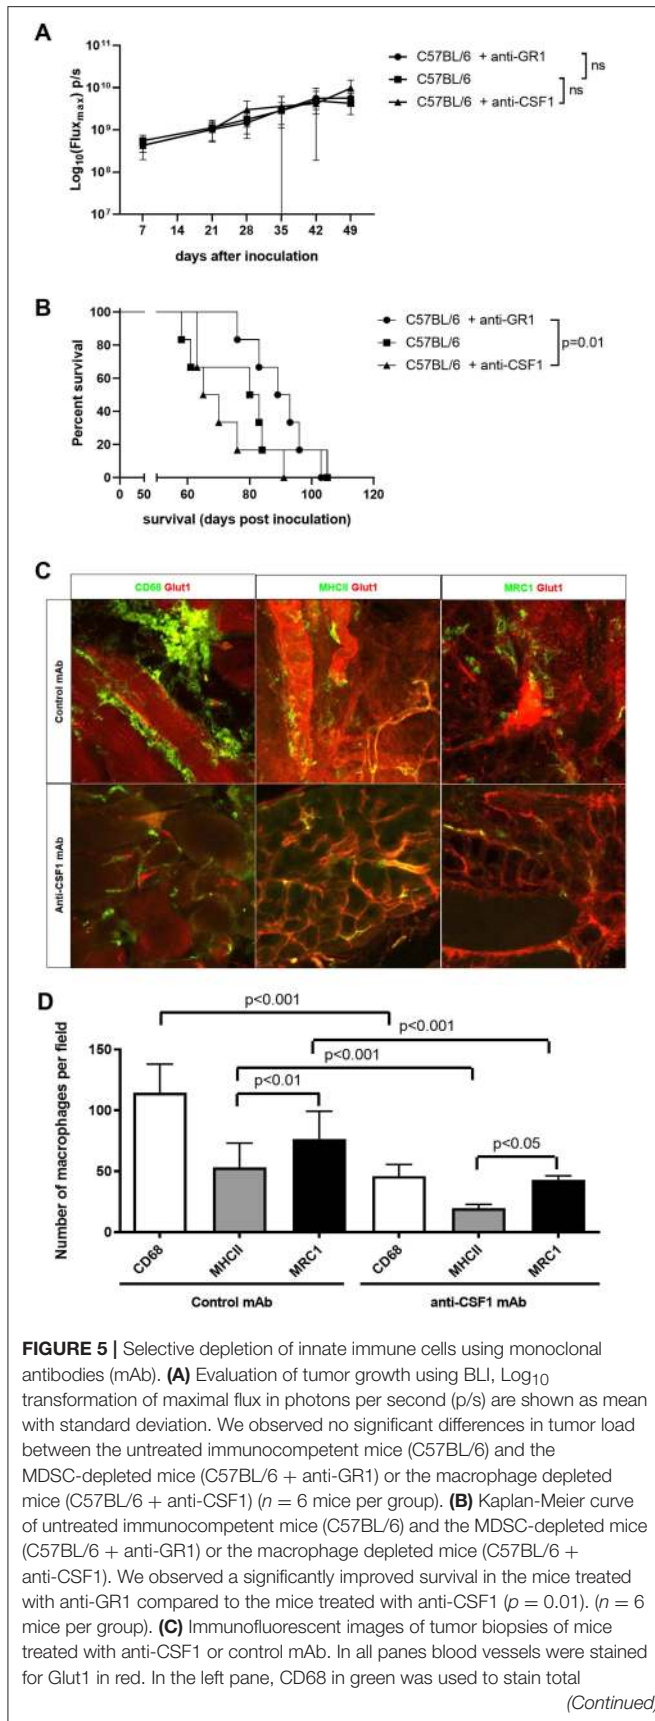 A
Log10(Fluxmax) p/s
10¹¹
10¹⁰
10⁹
10⁸
10⁷
7 14 21 28 35 42 49
days after inoculation
C57BL/6 + anti-GR1
C57BL/6
C57BL/6 + anti-CSF1
ns
ns
B
Percent survival
100
80
60
40
20
0
0 50 60 80 100 120
survival (days post inoculation)
C57BL/6 + anti-GR1
C57BL/6
C57BL/6 + anti-CSF1
p=0.01
C
CD68 Glut1
MHCII Glut1
MRC1 Glut1
Control mAb
Anti-CSF1 mAb
D
Number of macrophages per field
150
100
50
0
p<0.001
p<0.001
p<0.001
p<0.01
p<0.05
CD68 MHCII MRC1 CD68 MHCII MRC1
Control mAb anti-CSF1 mAb
FIGURE 5 | Selective depletion of innate immune cells using monoclonal
antibodies (mAb). (A) Evaluation of tumor growth using BLI, Log10
transformation of maximal flux in photons per second (p/s) are shown as mean
with standard deviation. We observed no significant differences in tumor load
between the untreated immunocompetent mice (C57BL/6) and the
MDSC-depleted mice (C57BL/6 + anti-GR1) or the macrophage depleted
mice (C57BL/6 + anti-CSF1) (n = 6 mice per group). (B) Kaplan-Meier curve
of untreated immunocompetent mice (C57BL/6) and the MDSC-depleted mice
(C57BL/6 + anti-GR1) or the macrophage depleted mice (C57BL/6 +
anti-CSF1). We observed a significantly improved survival in the mice treated
with anti-GR1 compared to the mice treated with anti-CSF1 (p = 0.01). (n = 6
mice per group). (C) Immunofluorescent images of tumor biopsies of mice
treated with anti-CSF1 or control mAb. In all panes blood vessels were stained
for Glut1 in red. In the left pane, CD68 in green was used to stain total
(Continued)